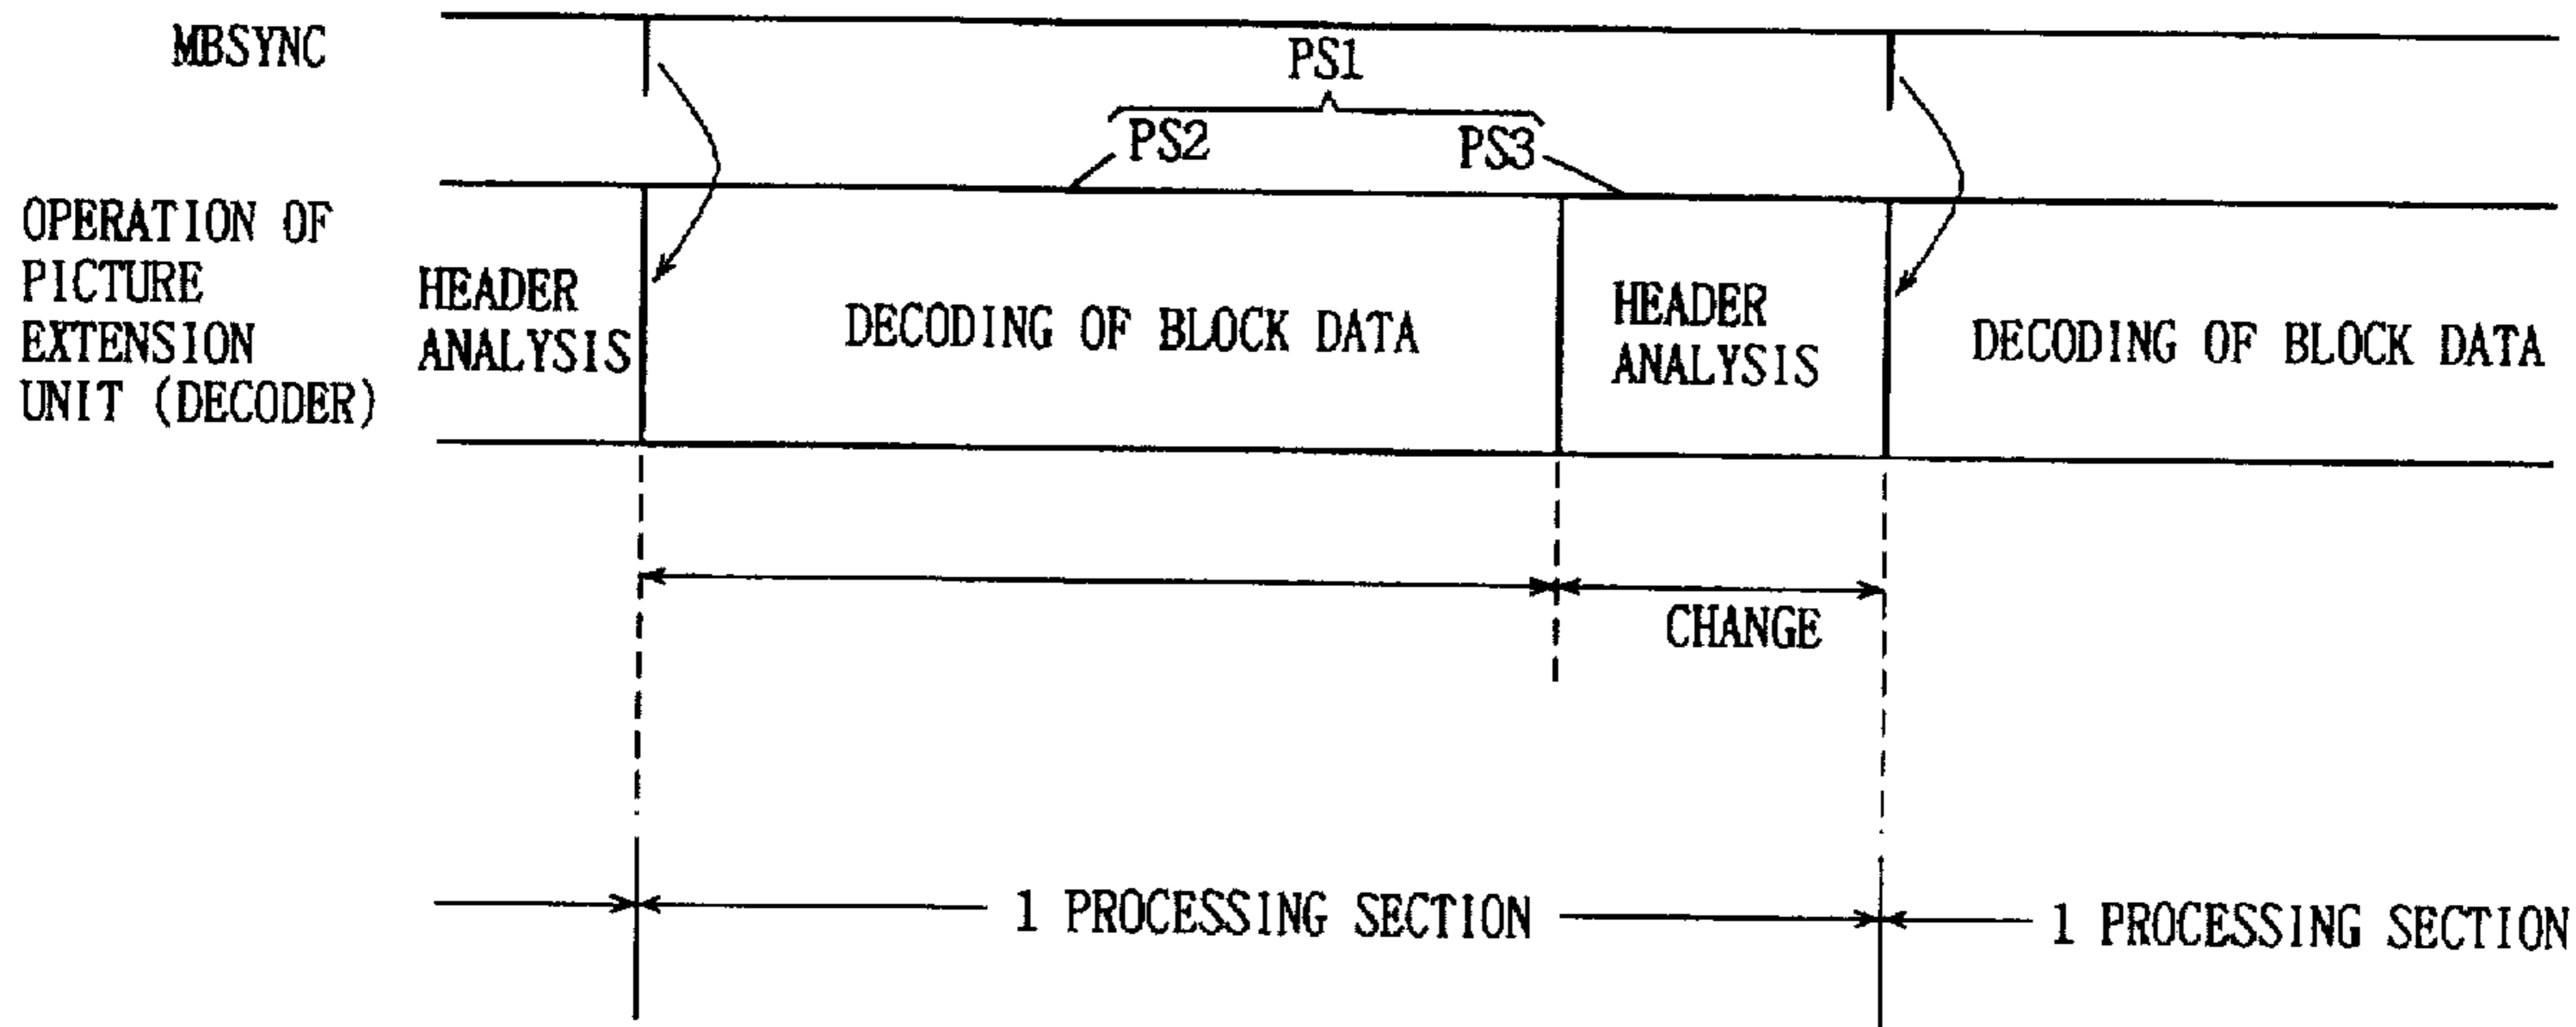 MBSYNC
PS1
PS2
PS3
OPERATION OF
PICTURE
EXTENSION
UNIT (DECODER)
HEADER
ANALYSIS
DECODING OF BLOCK DATA
HEADER
ANALYSIS
DECODING OF BLOCK DATA
CHANGE
1 PROCESSING SECTION
1 PROCESSING SECTION